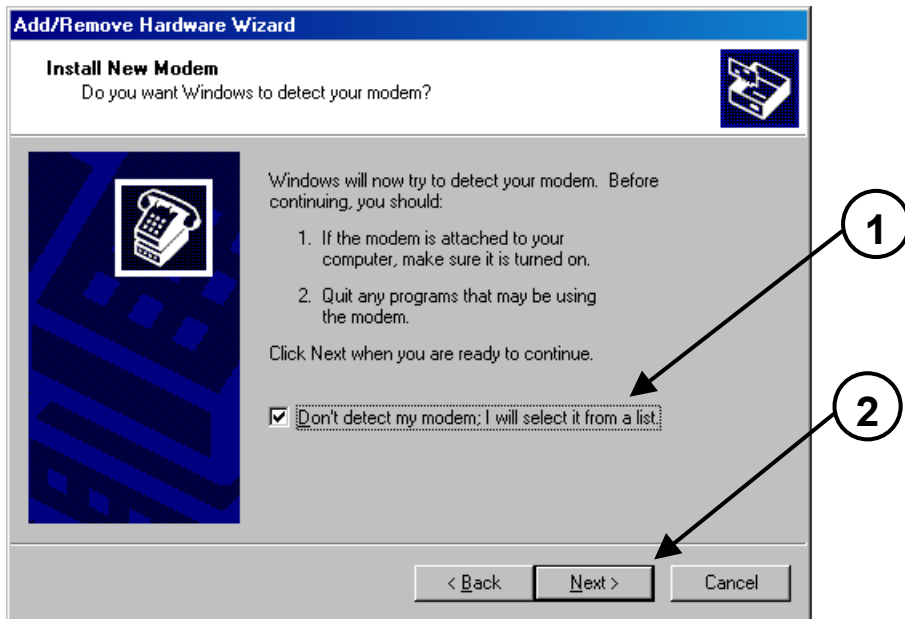 Add/Remove Hardware Wizard
Install New Modem
Do you want Windows to detect your modem?
Windows will now try to detect your modem. Before
continuing, you should:
1. If the modem is attached to your
computer, make sure it is turned on.
2. Quit any programs that may be using
the modem.
Click Next when you are ready to continue.
Don't detect my modem; I will select it from a list.
< Back
Next >
Cancel
1
2